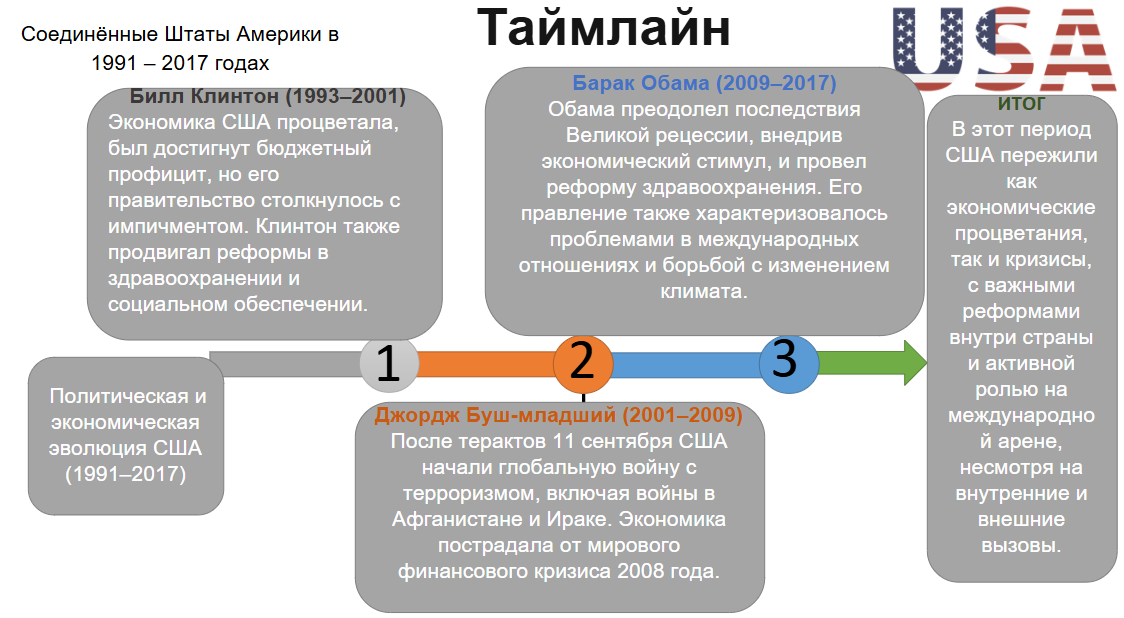 Соединённые Штаты Америки в
1991 – 2017 годах
Таймлайн
USA
Билл Клинтон (1993–2001)
Экономика США процветала,
был достигнут бюджетный
профицит, но его
правительство столкнулось с
импичментом. Клинтон также
продвигал реформы в
здравоохранении и
социальном обеспечении.
Барак Обама (2009–2017)
Обама преодолел последствия
Великой рецессии, внедрив
экономический стимул, и провел
реформу здравоохранения. Его
правление также характеризовалось
проблемами в международных
отношениях и борьбой с изменением
климата.
ИТОГ
В этот период
США пережили
как
экономические
процветания,
так и кризисы,
с важными
реформами
внутри страны
и активной
ролью на
международно
й арене,
несмотря на
внутренние и
внешние
вызовы.
1
2
3
Политическая и
экономическая
эволюция США
(1991–2017)
Джордж Буш-младший (2001–2009)
После терактов 11 сентября США
начали глобальную войну с
терроризмом, включая войны в
Афганистане и Ираке. Экономика
пострадала от мирового
финансового кризиса 2008 года.